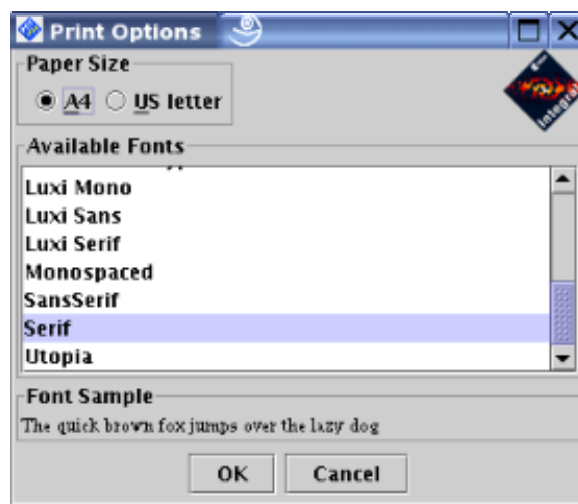 Print Options
Paper Size
A4 US letter
Integral
Available Fonts
Luxi Mono
Luxi Sans
Luxi Serif
Monospaced
SansSerif
Serif
Utopia
Font Sample
The quick brown fox jumps over the lazy dog
OK Cancel